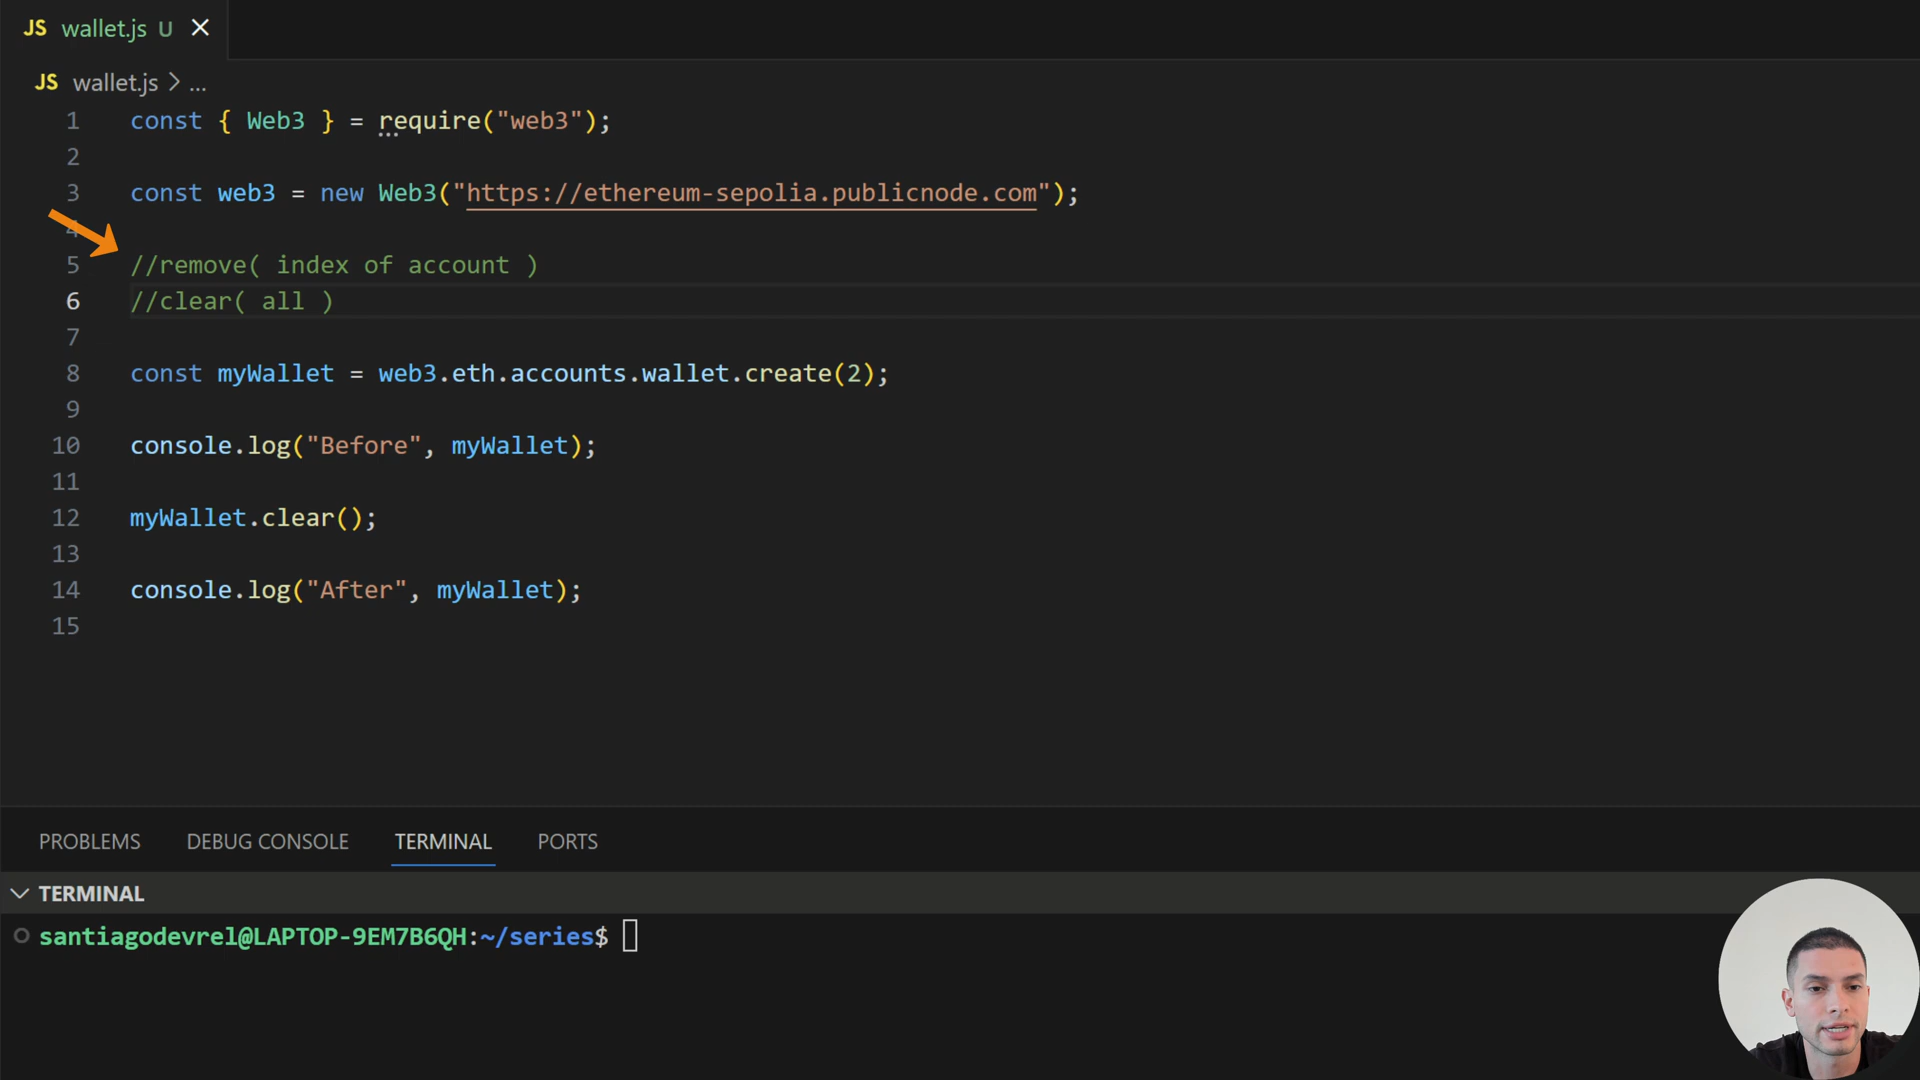 JS wallet.js U
JS wallet.js > ...
1 const { Web3 } = require("web3");
2
3 const web3 = new Web3("https://ethereum-sepolia.publicnode.com");
4
5 //remove( index of account )
6 //clear( all )
7
8 const myWallet = web3.eth.accounts.wallet.create(2);
9
10 console.log("Before", myWallet);
11
12 myWallet.clear();
13
14 console.log("After", myWallet);
15
PROBLEMS DEBUG CONSOLE TERMINAL PORTS
TERMINAL
santiagodevrel@LAPTOP-9EM7B6QH:~/series$